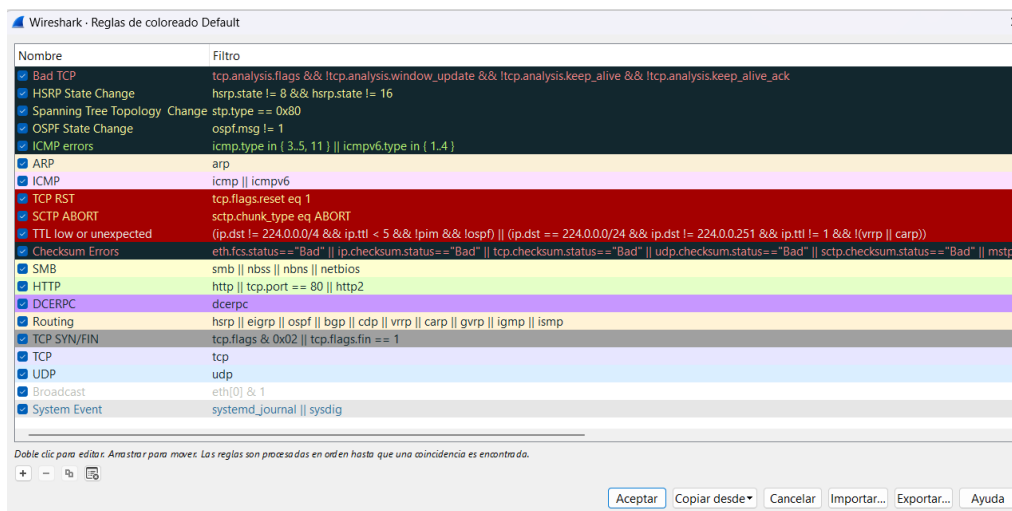 Wireshark · Reglas de coloreado Default
Nombre Filtro
Bad TCP tcp.analysis.flags && !tcp.analysis.window_update && !tcp.analysis.keep_alive && !tcp.analysis.keep_alive_ack
HSRP State Change hsrp.state != 8 && hsrp.state != 16
Spanning Tree Topology Change stp.type == 0x80
OSPF State Change ospf.msg != 1
ICMP errors icmp.type in { 3..5, 11 } || icmpv6.type in { 1..4 }
ARP arp
ICMP icmp || icmpv6
TCP RST tcp.flags.reset eq 1
SCTP ABORT sctp.chunk_type eq ABORT
TTL low or unexpected (ip.dst != 224.0.0.0/4 && ip.ttl < 5 && !pim && !ospf) || (ip.dst == 224.0.0.0/24 && ip.dst != 224.0.0.251 && ip.ttl != 1 && !(vrrp || carp))
Checksum Errors eth.fcs.status=="Bad" || ip.checksum.status=="Bad" || tcp.checksum.status=="Bad" || udp.checksum.status=="Bad" || sctp.checksum.status=="Bad" || mstp
SMB smb || nbss || nbns || netbios
HTTP http || tcp.port == 80 || http2
DCERPC dcerpc
Routing hsrp || eigrp || ospf || bgp || cdp || vrrp || carp || gvrp || igmp || ismp
TCP SYN/FIN tcp.flags & 0x02 || tcp.flags.fin == 1
TCP tcp
UDP udp
Broadcast eth[0] & 1
System Event systemd_journal || sysdig
Doble clic para editar. Arrastrar para mover. Las reglas son procesadas en orden hasta que una coincidencia es encontrada.
Aceptar Copiar desde Cancelar Importar... Exportar... Ayuda